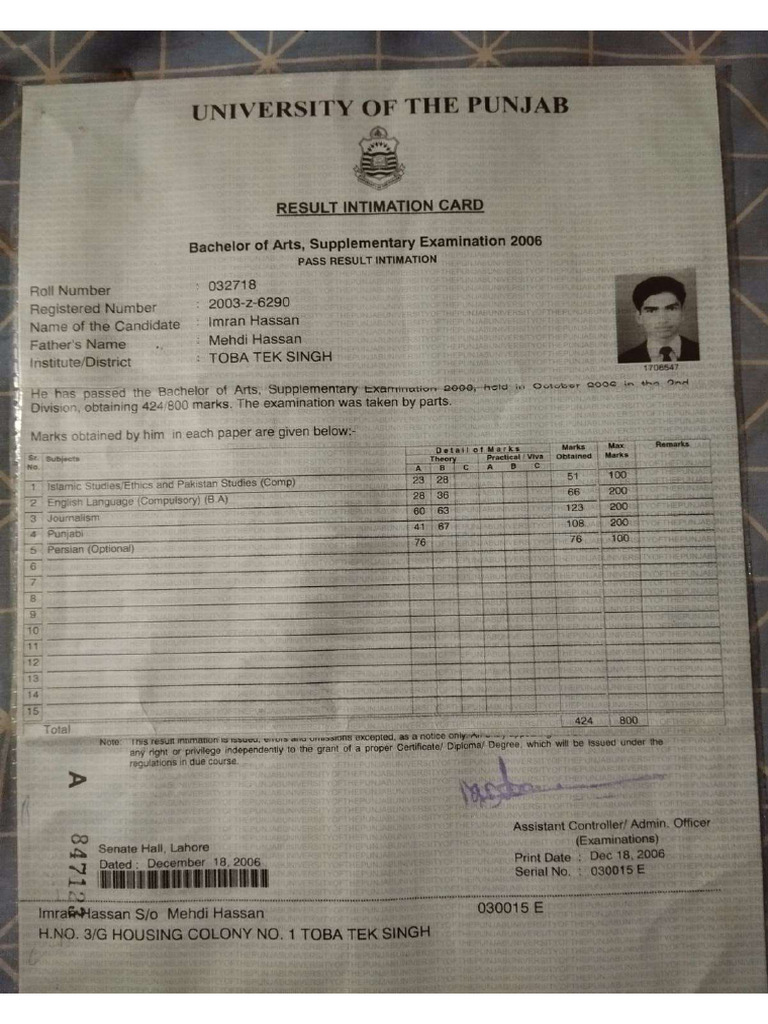 UNIVERSITY OF THE PUNJAB
RESULT INTIMATION CARD
Bachelor of Arts, Supplementary Examination 2006
PASS RESULT INTIMATION
Roll Number : 032718
Registered Number : 2003-z-6290
Name of the Candidate : Imran Hassan
Father's Name : Mehdi Hassan
Institute/District : TOBA TEK SINGH
1706547
He has passed the Bachelor of Arts, Supplementary Examination 2006, held in October 2006 in the 2nd
Division, obtaining 424/800 marks. The examination was taken by parts.
Marks obtained by him in each paper are given below:-
Sr. No. Subjects Detail of Marks Marks Obtained Max Marks Remarks
Theory Practical / Viva
A B C A B C
1 Islamic Studies/Ethics and Pakistan Studies (Comp) 23 28 51 100
2 English Language (Compulsory) (B.A) 28 36 66 200
3 Journalism 60 63 123 200
4 Punjabi 41 67 108 200
5 Persian (Optional) 76 76 100
6
7
8
9
10
11
12
13
14
15
Total 424 800
Note: This result intimation is issued, errors and omissions excepted, as a notice only.
any right or privilege independently to the grant of a proper Certificate/ Diploma/ Degree, which will be issued under the
regulations in due course.
A 847123
Assistant Controller/ Admin. Officer
(Examinations)
Senate Hall, Lahore
Dated : December 18, 2006
Print Date : Dec 18, 2006
Serial No. : 030015 E
Imran Hassan S/o Mehdi Hassan 030015 E
H.NO. 3/G HOUSING COLONY NO. 1 TOBA TEK SINGH